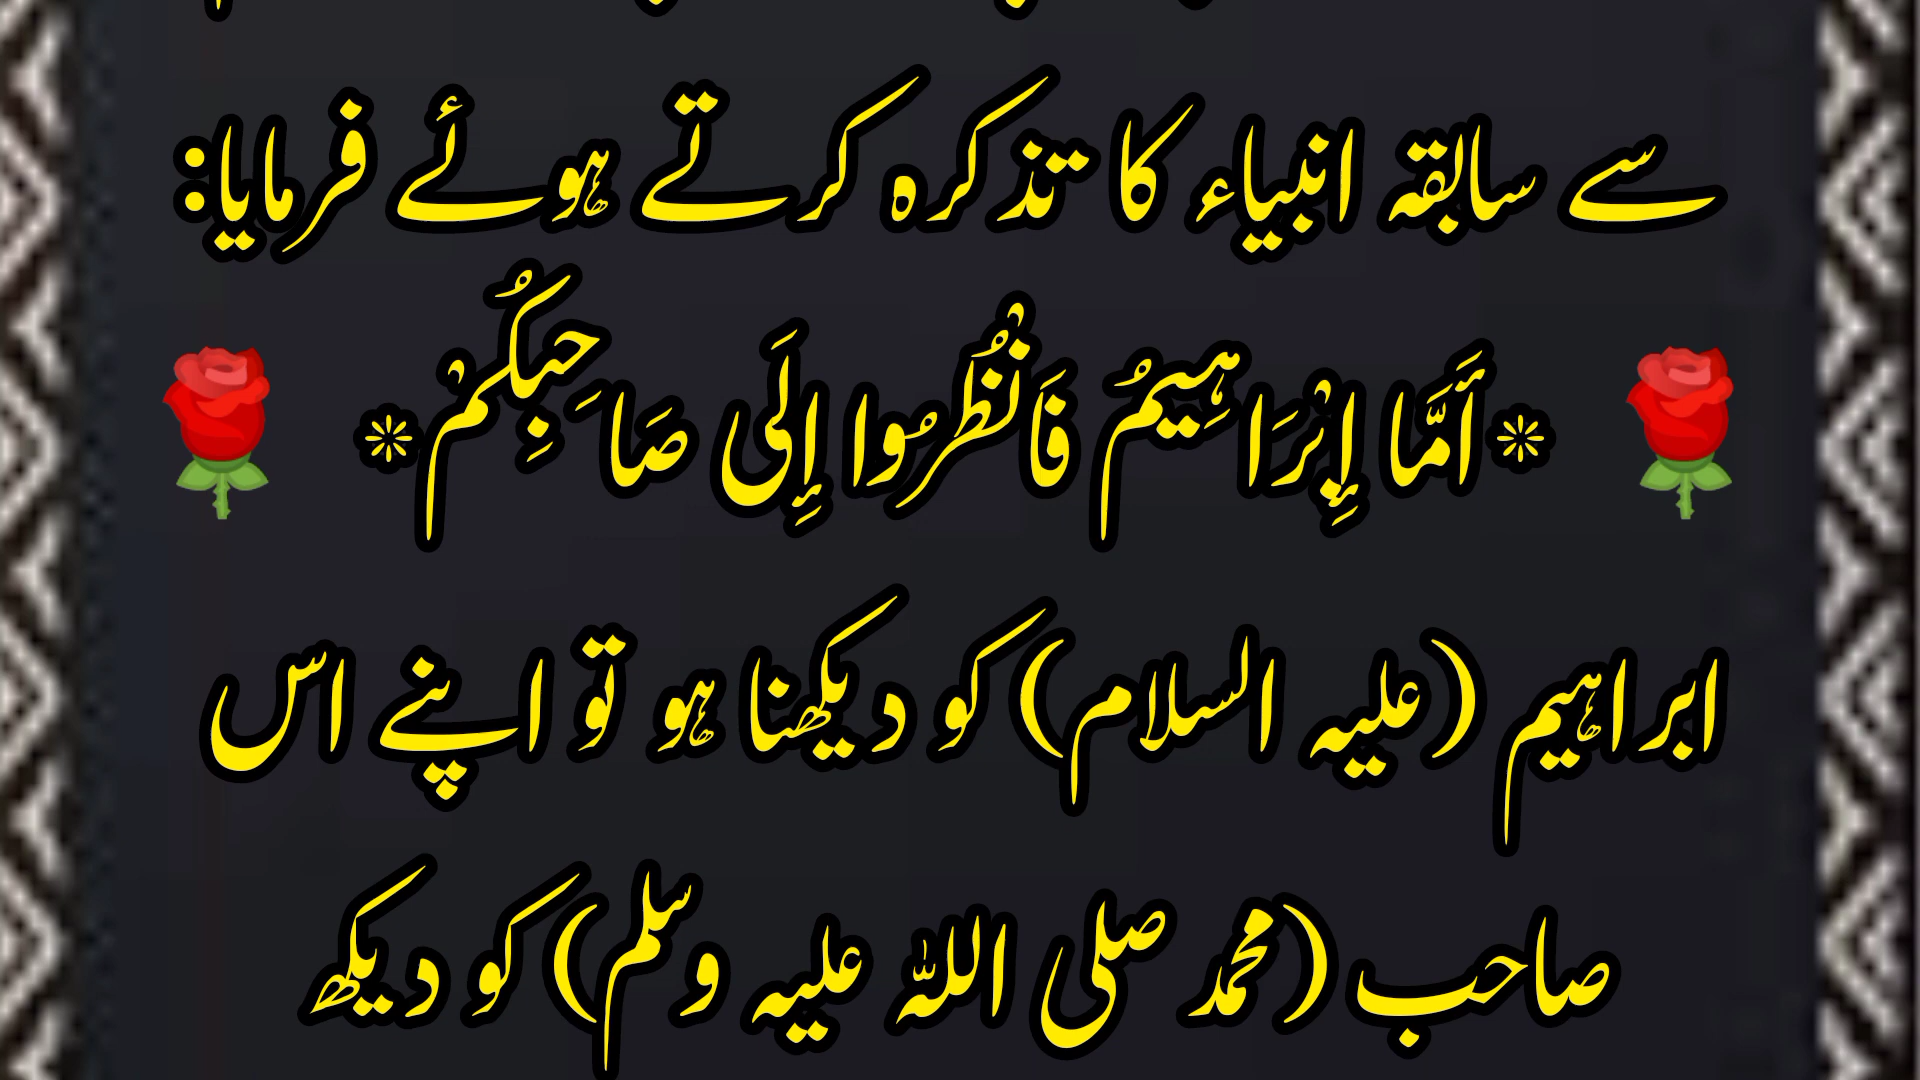 سے سابقہ انبیاء کا تذکرہ کرتے ہوئے فرمایا:
*أَمَّا إِبْرَاهِيمُ فَانْظُرُوا إِلَى صَاحِبِكُمْ*
ابراہیم (علیہ السلام) کو دیکھنا ہو تو اپنے اس
صاحب (محمد صلی اللہ علیہ وسلم) کو دیکھ